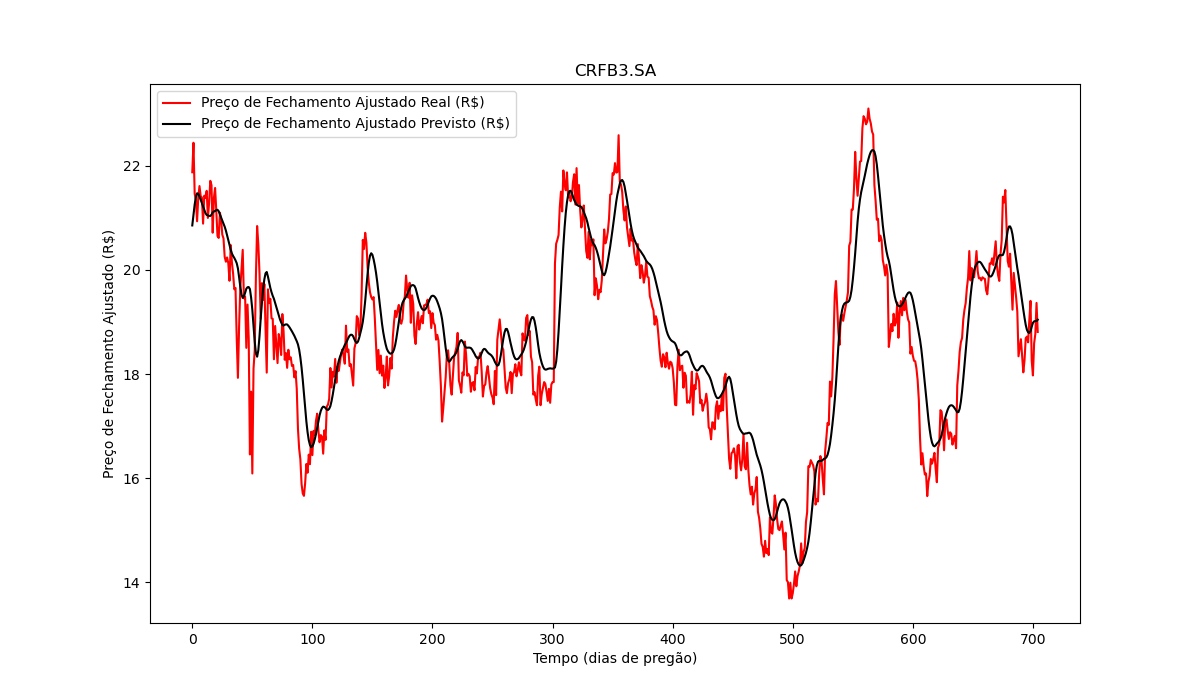 CRFB3.SA
Preço de Fechamento Ajustado Real (R$)
Preço de Fechamento Ajustado Previsto (R$)
Preço de Fechamento Ajustado (R$)
22
20
18
16
14
0 100 200 300 400 500 600 700
Tempo (dias de pregão)